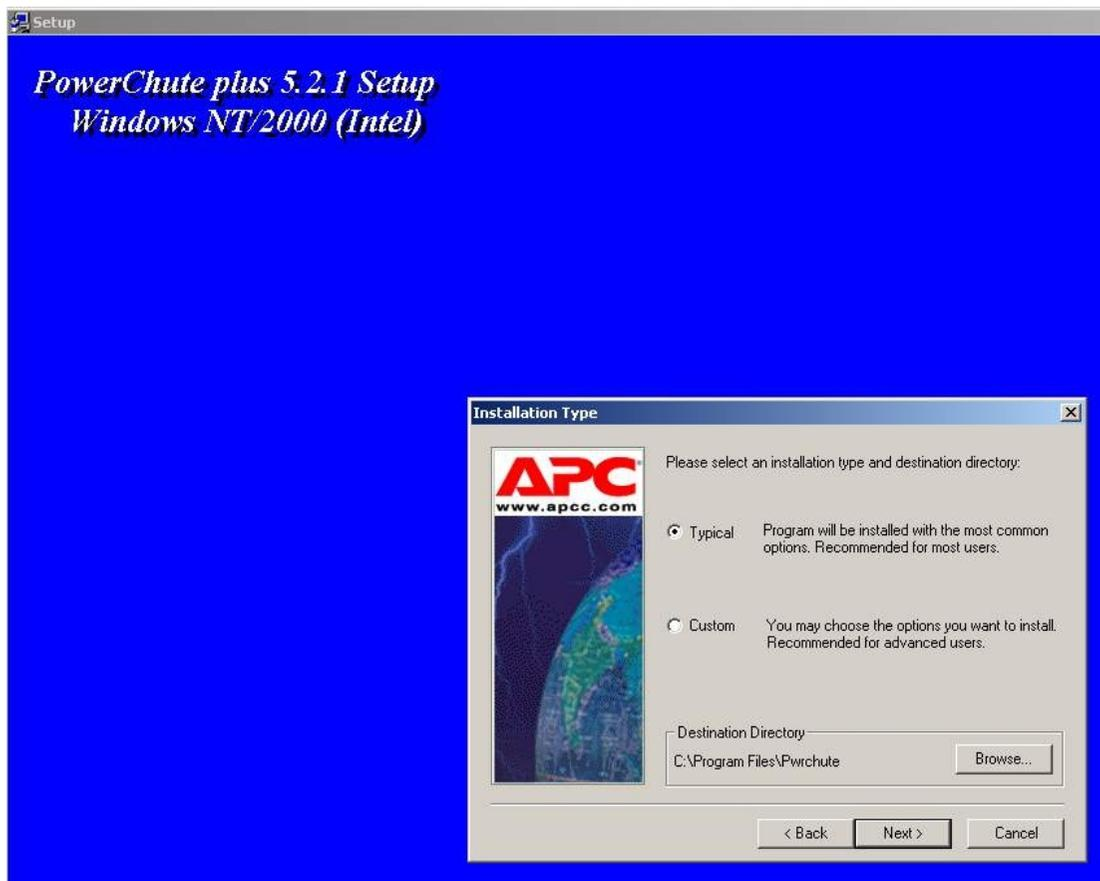 Setup
PowerChute plus 5.2.1 Setup
Windows NT/2000 (Intel)
Installation Type
APC
www.apcc.com
Please select an installation type and destination directory:
Typical
Program will be installed with the most common
options. Recommended for most users.
Custom
You may choose the options you want to install.
Recommended for advanced users.
Destination Directory
C:\Program Files\Pwrchute
Browse...
< Back
Next >
Cancel